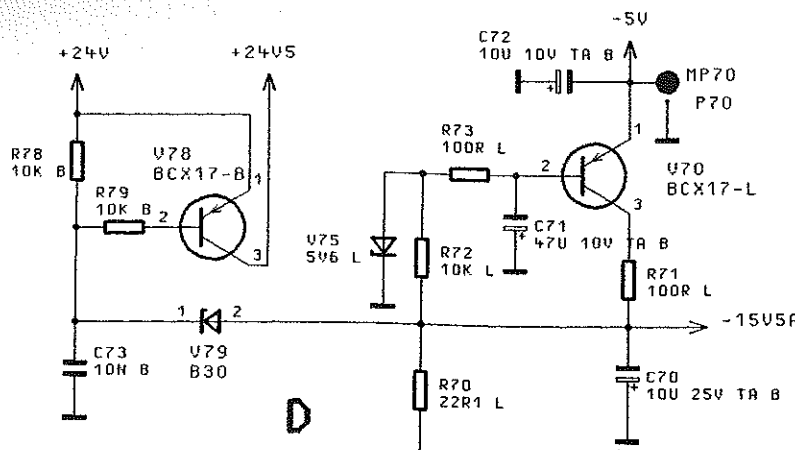 +24V
+24V5
R78
10K B
V78
BCX17-B
1
R79
10K B
2
3
1
2
V79
B30
C73
10N B
D
-5V
C72
10U 10V TA B
+
MP70
P70
R73
100R L
1
2
V70
BCX17-L
3
C71
+
47U 10V TA B
V75
5V6 L
R72
10K L
R71
100R L
-15V5A
R70
22R1 L
C70
+
10U 25V TA B